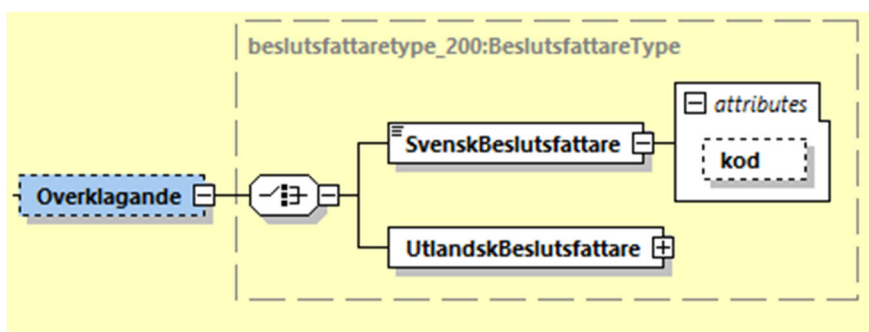 beslutsfattaretype_200:BeslutsfattareType
attributes
SvenskBeslutsfattare
kod
Overklagande
UtlandskBeslutsfattare